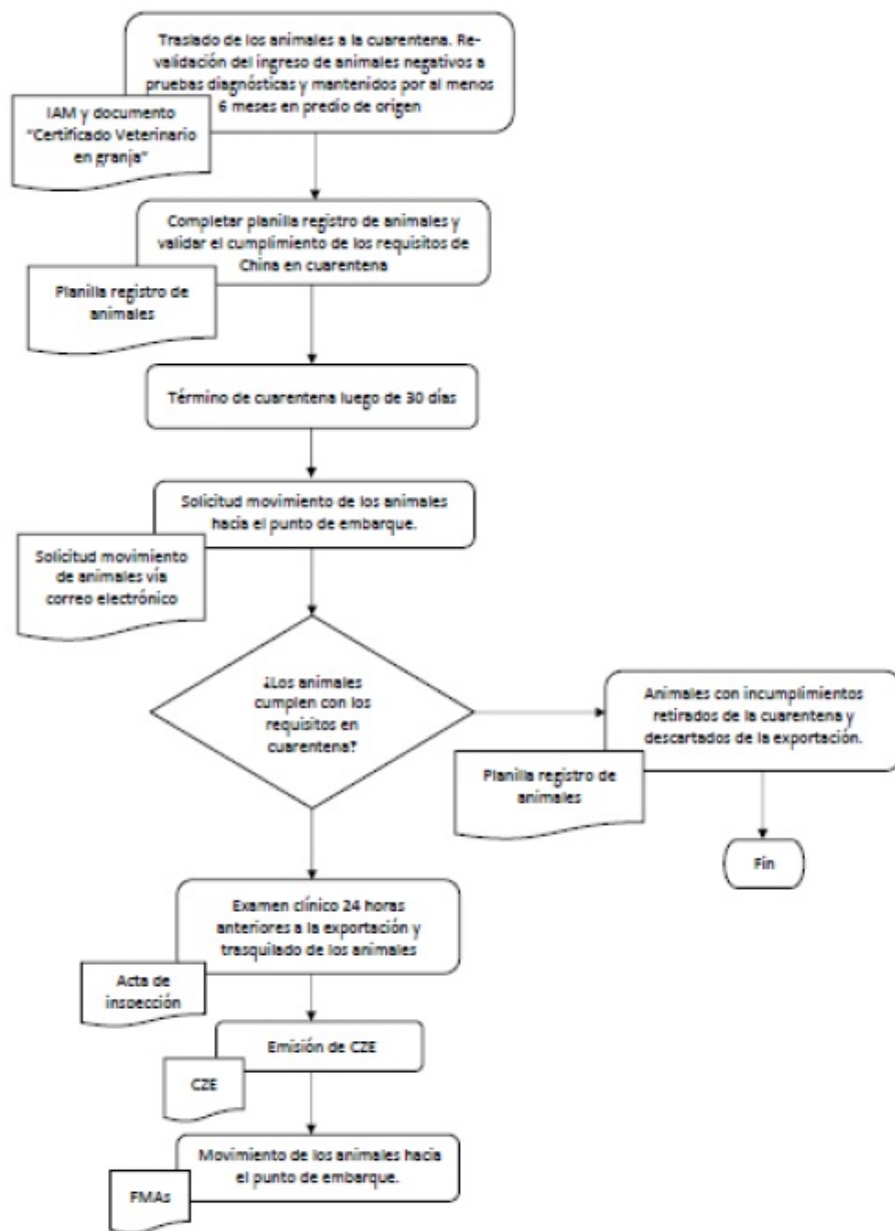 Traslado de los animales a la cuarentena. Re-
validación del ingreso de animales negativos a
pruebas diagnósticas y mantenidos por al menos
6 meses en predio de origen
IAM y documento
"Certificado Veterinario
en granja"
Completar planilla registro de animales y
validar el cumplimiento de los requisitos de
China en cuarentena
Planilla registro de
animales
Término de cuarentena luego de 30 días
Solicitud movimiento de los animales
hacia el punto de embarque.
Solicitud movimiento
de animales vía
correo electrónico
¿Los animales
cumplen con los
requisitos en
cuarentena?
Animales con incumplimientos
retirados de la cuarentena y
descartados de la exportación.
Planilla registro de
animales
Fin
Examen clínico 24 horas
anteriores a la exportación y
trasquilado de los animales
Acta de
inspección
Emisión de CZE
CZE
Movimiento de los animales hacia
el punto de embarque.
FMAs